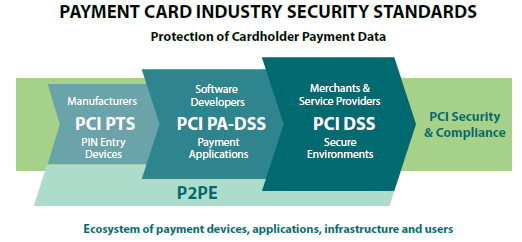 PAYMENT CARD INDUSTRY SECURITY STANDARDS
Protection of Cardholder Payment Data
Manufacturers
PCI PTS
PIN Entry
Devices
Software
Developers
PCI PA-DSS
Payment
Applications
Merchants &
Service Providers
PCI DSS
Secure
Environments
PCI Security
& Compliance
P2PE
Ecosystem of payment devices, applications, infrastructure and users